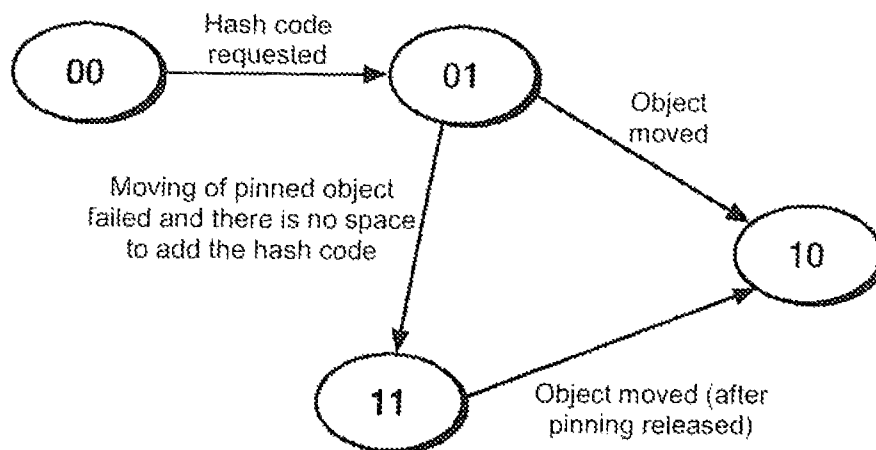 Hash code
requested
00
01
Object
moved
Moving of pinned object
failed and there is no space
to add the hash code
10
11
Object moved (after
pinning released)